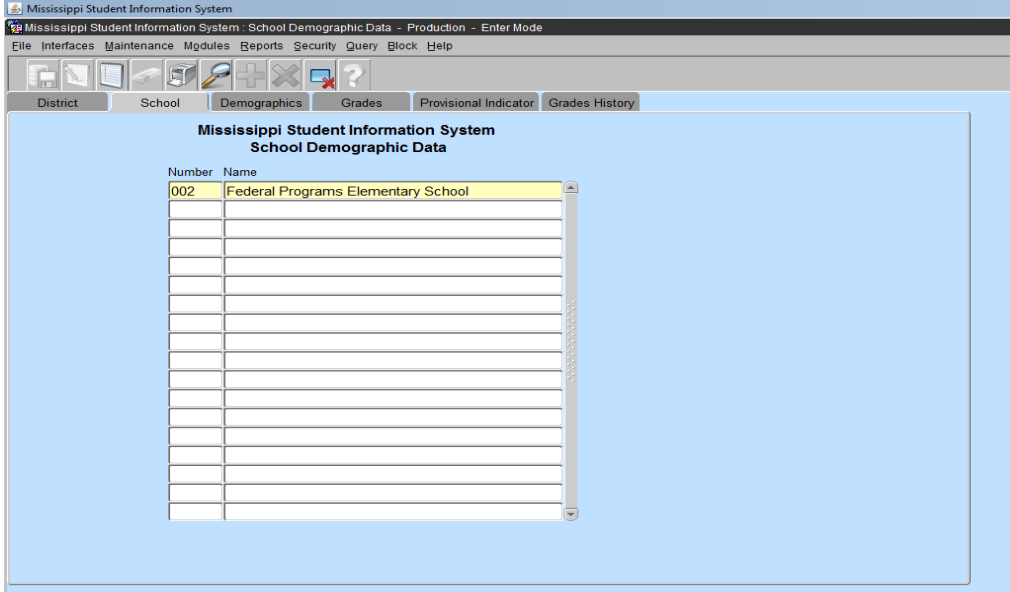 Mississippi Student Information System
Mississippi Student Information System : School Demographic Data - Production - Enter Mode
File Interfaces Maintenance Modules Reports Security Query Block Help
District School Demographics Grades Provisional Indicator Grades History
Mississippi Student Information System
School Demographic Data
Number Name
002 Federal Programs Elementary School